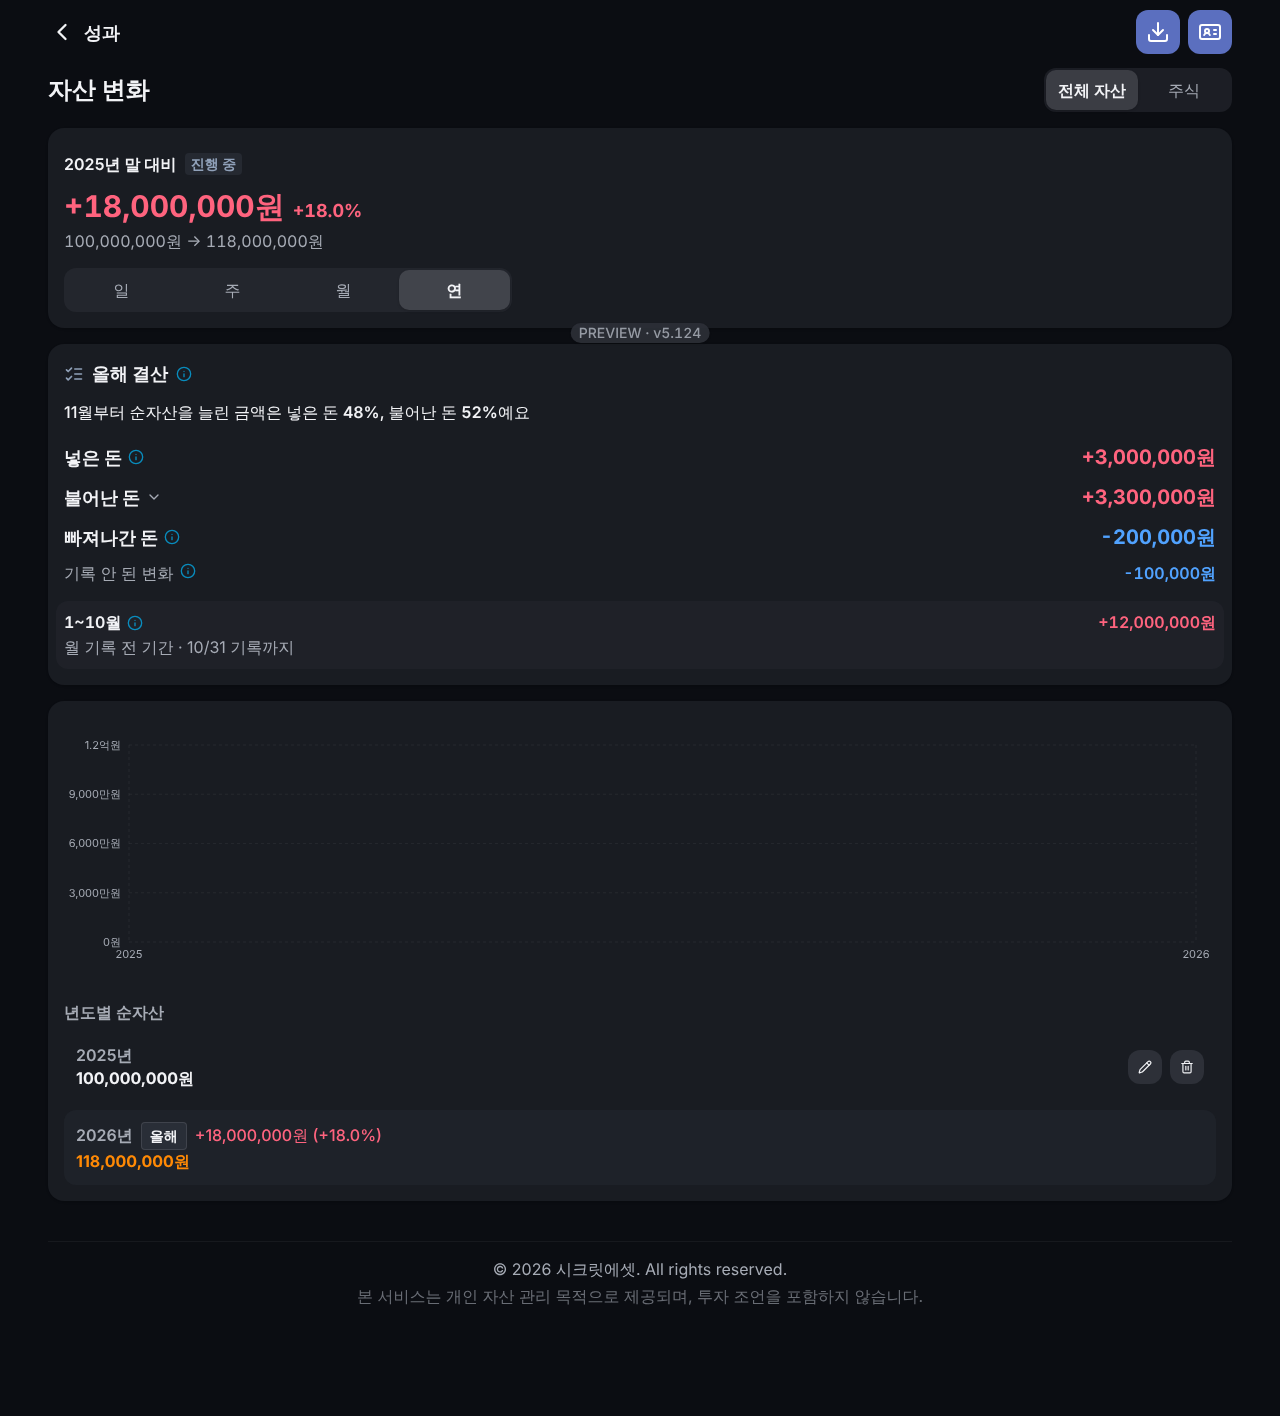 성과
자산 변화
전체 자산 주식
2025년 말 대비 진행 중
+18,000,000원 +18.0%
100,000,000원 → 118,000,000원
일 주 월 연
PREVIEW · v5.124
올해 결산
11월부터 순자산을 늘린 금액은 넣은 돈 48%, 불어난 돈 52%예요
넣은 돈 +3,000,000원
불어난 돈 +3,300,000원
빠져나간 돈 -200,000원
기록 안 된 변화 -100,000원
1~10월 +12,000,000원
월 기록 전 기간 · 10/31 기록까지
1.2억원
9,000만원
6,000만원
3,000만원
0원
2025 2026
년도별 순자산
2025년
100,000,000원
2026년 올해 +18,000,000원 (+18.0%)
118,000,000원
© 2026 시크릿에셋. All rights reserved.
본 서비스는 개인 자산 관리 목적으로 제공되며, 투자 조언을 포함하지 않습니다.